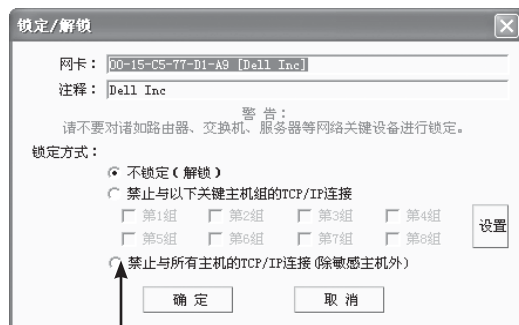 锁定/解锁
网卡： 00-15-C5-77-D1-A9 [Dell Inc]
注释： Dell Inc
警 告：
请不要对诸如路由器、交换机、服务器等网络关键设备进行锁定。
锁定方式：
不锁定（解锁）
禁止与以下关键主机组的TCP/IP连接
第1组 第2组 第3组 第4组
第5组 第6组 第7组 第8组
设置
禁止与所有主机的TCP/IP连接(除敏感主机外)
确 定 取 消